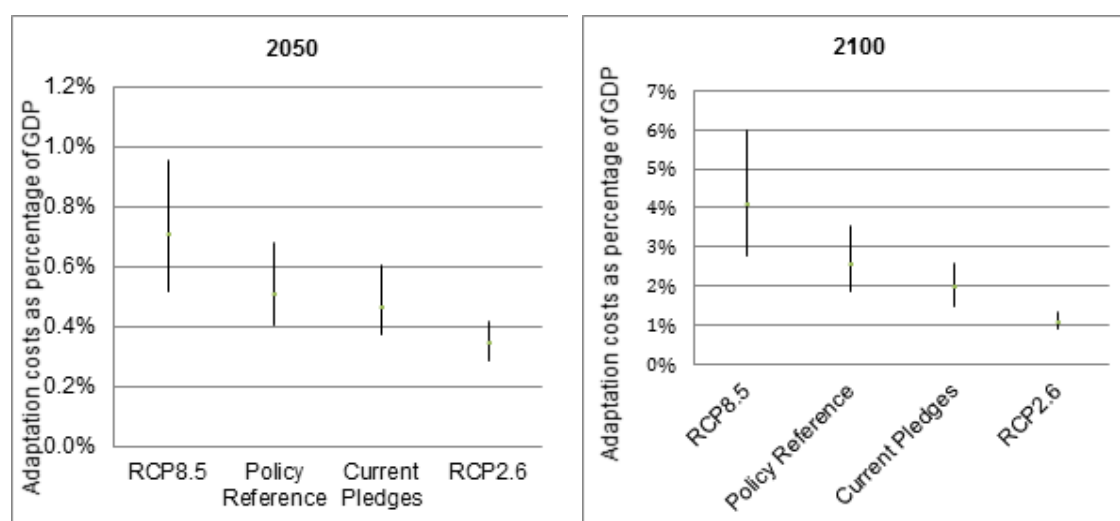 2050
Adaptation costs as percentage of GDP
1.2%
1.0%
0.8%
0.6%
0.4%
0.2%
0.0%
RCP8.5
Policy
Reference
Current
Pledges
RCP2.6
2100
Adaptation costs as percentage of GDP
7%
6%
5%
4%
3%
2%
1%
0%
RCP8.5
Policy Reference
Current Pledges
RCP2.6